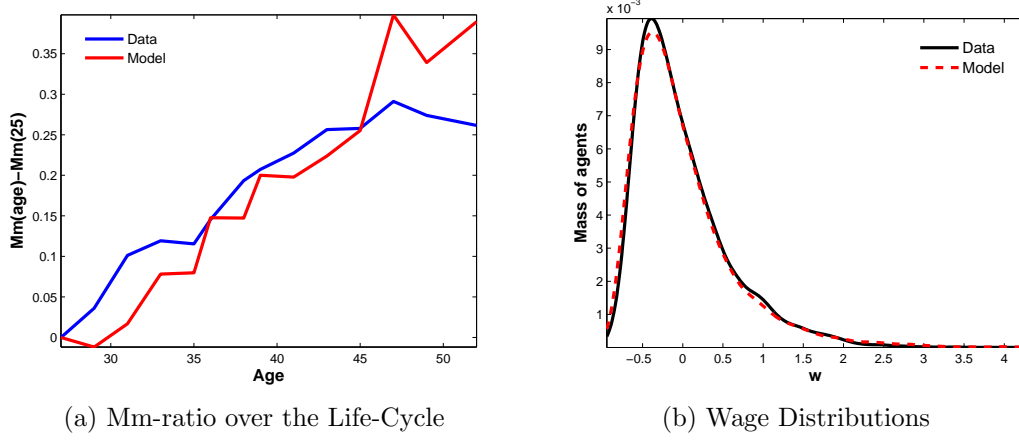 0.35
0.3
0.25
0.2
0.15
0.1
0.05
0
30 35 40 45 50
Age
Mm(age)−Mm(25)
Data
Model
(a) Mm-ratio over the Life-Cycle
x 10⁻³
9
8
7
6
5
4
3
2
1
−0.5 0 0.5 1 1.5 2 2.5 3 3.5 4
w
Mass of agents
Data
Model
(b) Wage Distributions